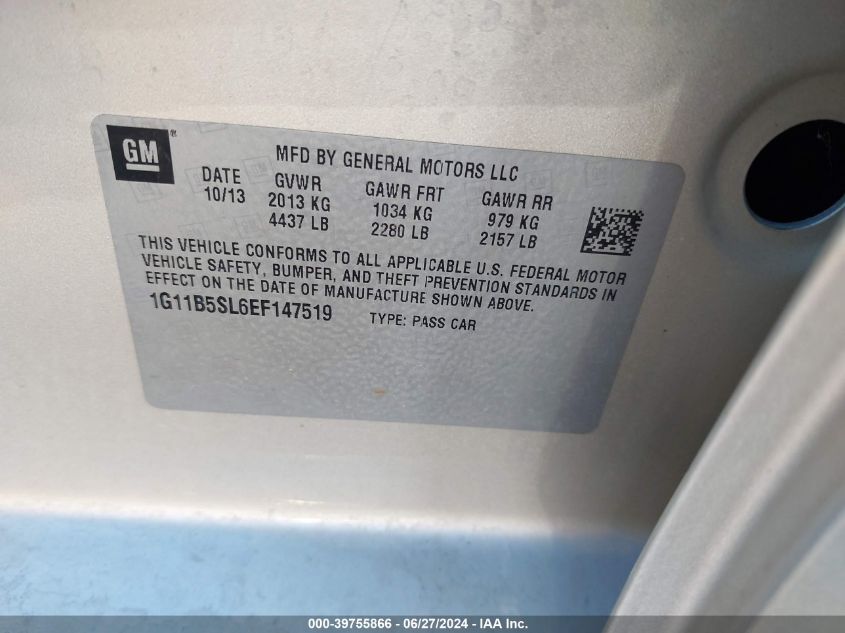 GM ®
MFD BY GENERAL MOTORS LLC
DATE GVWR GAWR FRT GAWR RR
10/13 2013 KG 1034 KG 979 KG
4437 LB 2280 LB 2157 LB
THIS VEHICLE CONFORMS TO ALL APPLICABLE U.S. FEDERAL MOTOR
VEHICLE SAFETY, BUMPER, AND THEFT PREVENTION STANDARDS IN
EFFECT ON THE DATE OF MANUFACTURE SHOWN ABOVE.
1G11B5SL6EF147519 TYPE: PASS CAR
000-39755866 - 06/27/2024 - IAA Inc.